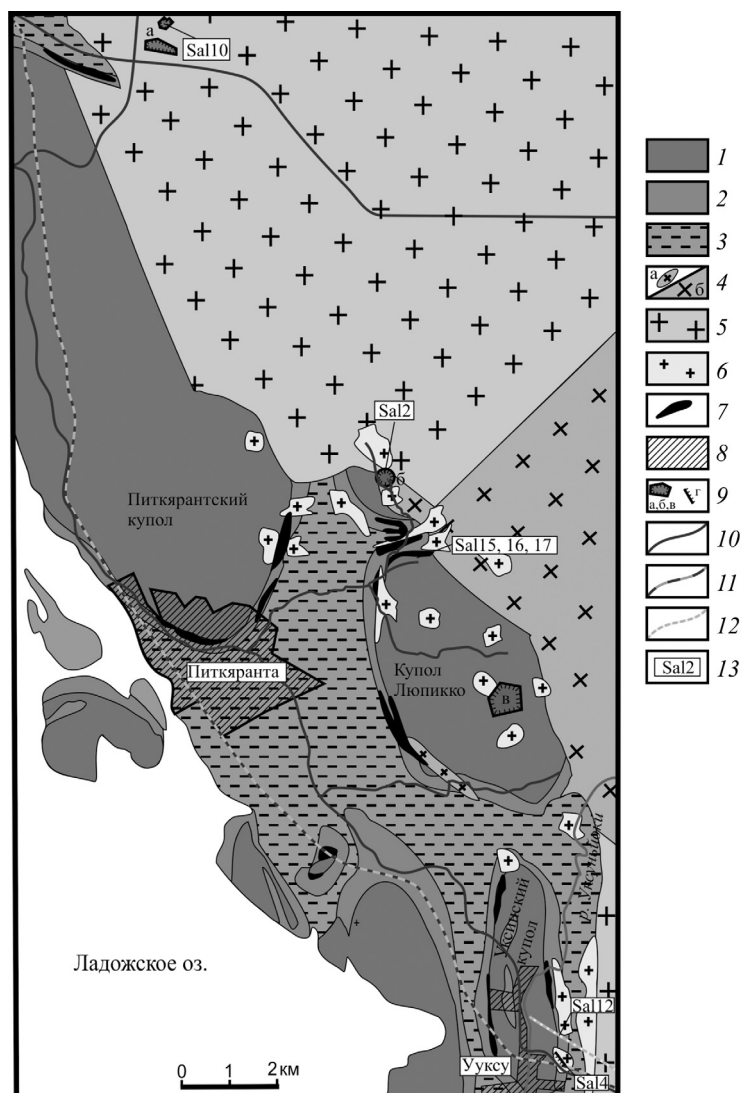 а
Sal10
Sal2
б
Питкярантский
купол
Sal15, 16, 17
Питкяранта
Купол
Люпикко
в
р. Уксунйоки
Уксинский
купол
Ладожское оз.
Sal12
Ууксу
Sal4
0 1 2 км
1
2
3
а б 4
5
6
7
8
а,б,в г 9
10
11
12
Sal2 13